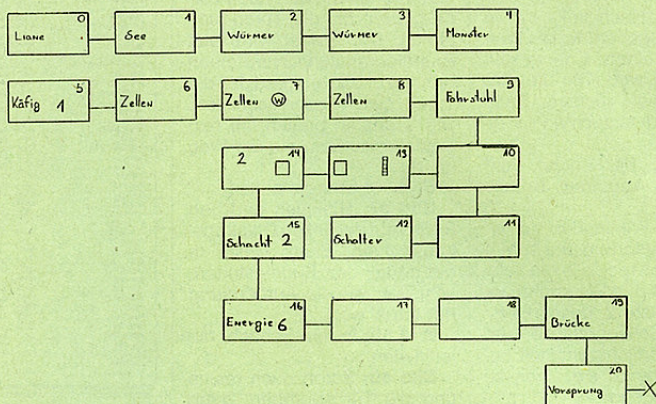 0 1 2 3 4
Liane See Würmer Würmer Monster
5 6 7 8 9
Käfig 1 Zellen Zellen W Zellen Fahrstuhl
2 14 13 10
15 12 11
Schacht 2 Schalter
16 17 18 19
Energie 6 Brücke
20
Vorsprung X